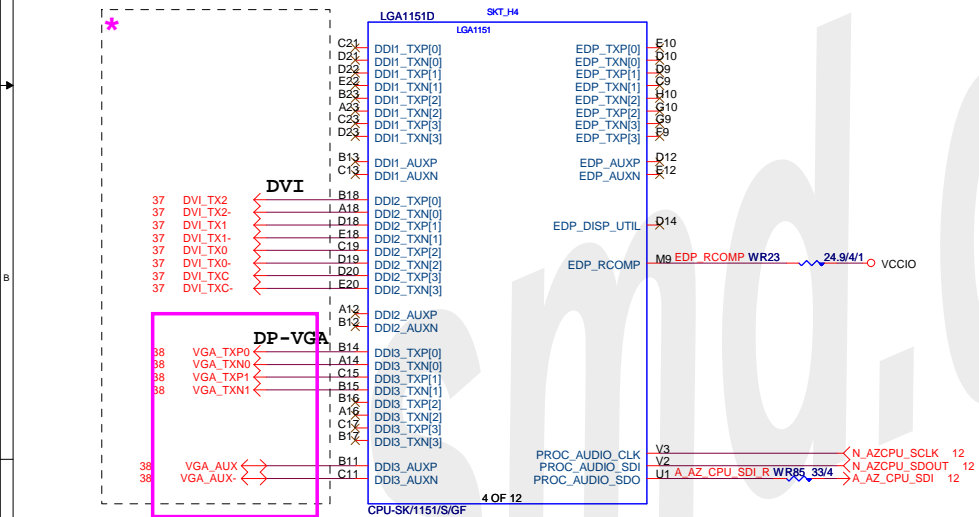 *
LGA1151D SKT_H4
LGA1151
C21 DDI1_TXP[0] EDP_TXP[0] E10
D21 DDI1_TXN[0] EDP_TXN[0] D10
D22 DDI1_TXP[1] EDP_TXP[1] D9
E22 DDI1_TXN[1] EDP_TXN[1] C9
B23 DDI1_TXP[2] EDP_TXN[2] H10
A23 DDI1_TXN[2] EDP_TXP[2] G10
C23 DDI1_TXP[3] EDP_TXN[3] G9
D23 DDI1_TXN[3] EDP_TXP[3] F9
B13 DDI1_AUXP EDP_AUXP D12
C13 DDI1_AUXN EDP_AUXN E12
DVI
37 DVI_TX2 B18 DDI2_TXP[0]
37 DVI_TX2- A18 DDI2_TXN[0]
37 DVI_TX1 D18 DDI2_TXP[1] EDP_DISP_UTIL D14
37 DVI_TX1- E18 DDI2_TXN[1]
37 DVI_TX0 C19 DDI2_TXP[2]
37 DVI_TX0- D19 DDI2_TXN[2] EDP_RCOMP M9 EDP_RCOMP WR23 24.9/4/1 VCCIO
37 DVI_TXC D20 DDI2_TXP[3]
37 DVI_TXC- E20 DDI2_TXN[3]
B
A12 DDI2_AUXP
B12 DDI2_AUXN
DP-VGA
38 VGA_TXP0 B14 DDI3_TXP[0]
38 VGA_TXN0 A14 DDI3_TXN[0]
38 VGA_TXP1 C15 DDI3_TXP[1]
38 VGA_TXN1 B15 DDI3_TXN[1]
B16 DDI3_TXP[2]
A16 DDI3_TXN[2]
C17 DDI3_TXP[3]
B17 DDI3_TXN[3]
PROC_AUDIO_CLK V3 N_AZCPU_SCLK 12
38 VGA_AUX B11 DDI3_AUXP PROC_AUDIO_SDI V2 N_AZCPU_SDOUT 12
38 VGA_AUX- C11 DDI3_AUXN PROC_AUDIO_SDO U1 A_AZ_CPU_SDI_R WR85 33/4 A_AZ_CPU_SDI 12
4 OF 12
CPU-SK/1151/S/GF
smd.